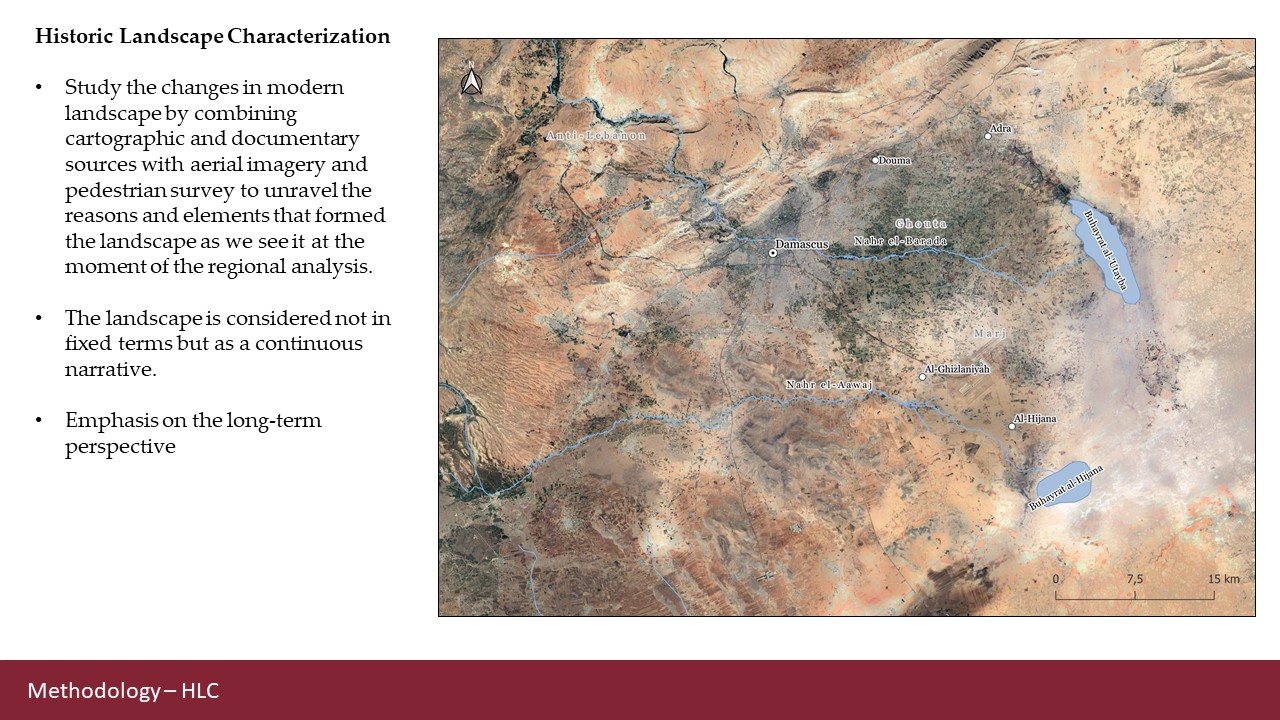 Historic Landscape Characterization
• Study the changes in modern
landscape by combining
cartographic and documentary
sources with aerial imagery and
pedestrian survey to unravel the
reasons and elements that formed
the landscape as we see it at the
moment of the regional analysis.
• The landscape is considered not in
fixed terms but as a continuous
narrative.
• Emphasis on the long-term
perspective
N
Anti-Lebanon
Adra
Douma
Ghouta
Nahr el-Barada
Damascus
Buhayrat al-'Utayba
Marj
Al-Ghizlaniyah
Nahr el-Aawaj
Al-Hijana
Buhayrat al-Hijana
0 7,5 15 km
Methodology – HLC